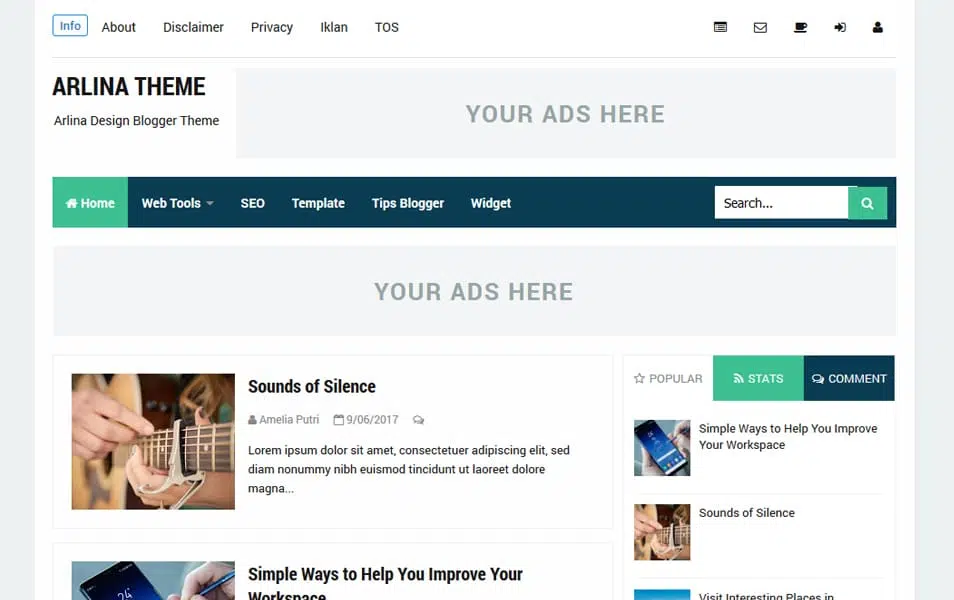 Info About Disclaimer Privacy Iklan TOS
ARLINA THEME
Arlina Design Blogger Theme
YOUR ADS HERE
Home Web Tools SEO Template Tips Blogger Widget Search...
YOUR ADS HERE
Sounds of Silence
Amelia Putri 9/06/2017
Lorem ipsum dolor sit amet, consectetuer adipiscing elit, sed
diam nonummy nibh euismod tincidunt ut laoreet dolore
magna...
Simple Ways to Help You Improve Your
Workspace
POPULAR STATS COMMENT
Simple Ways to Help You Improve
Your Workspace
Sounds of Silence
Visit Interesting Places in